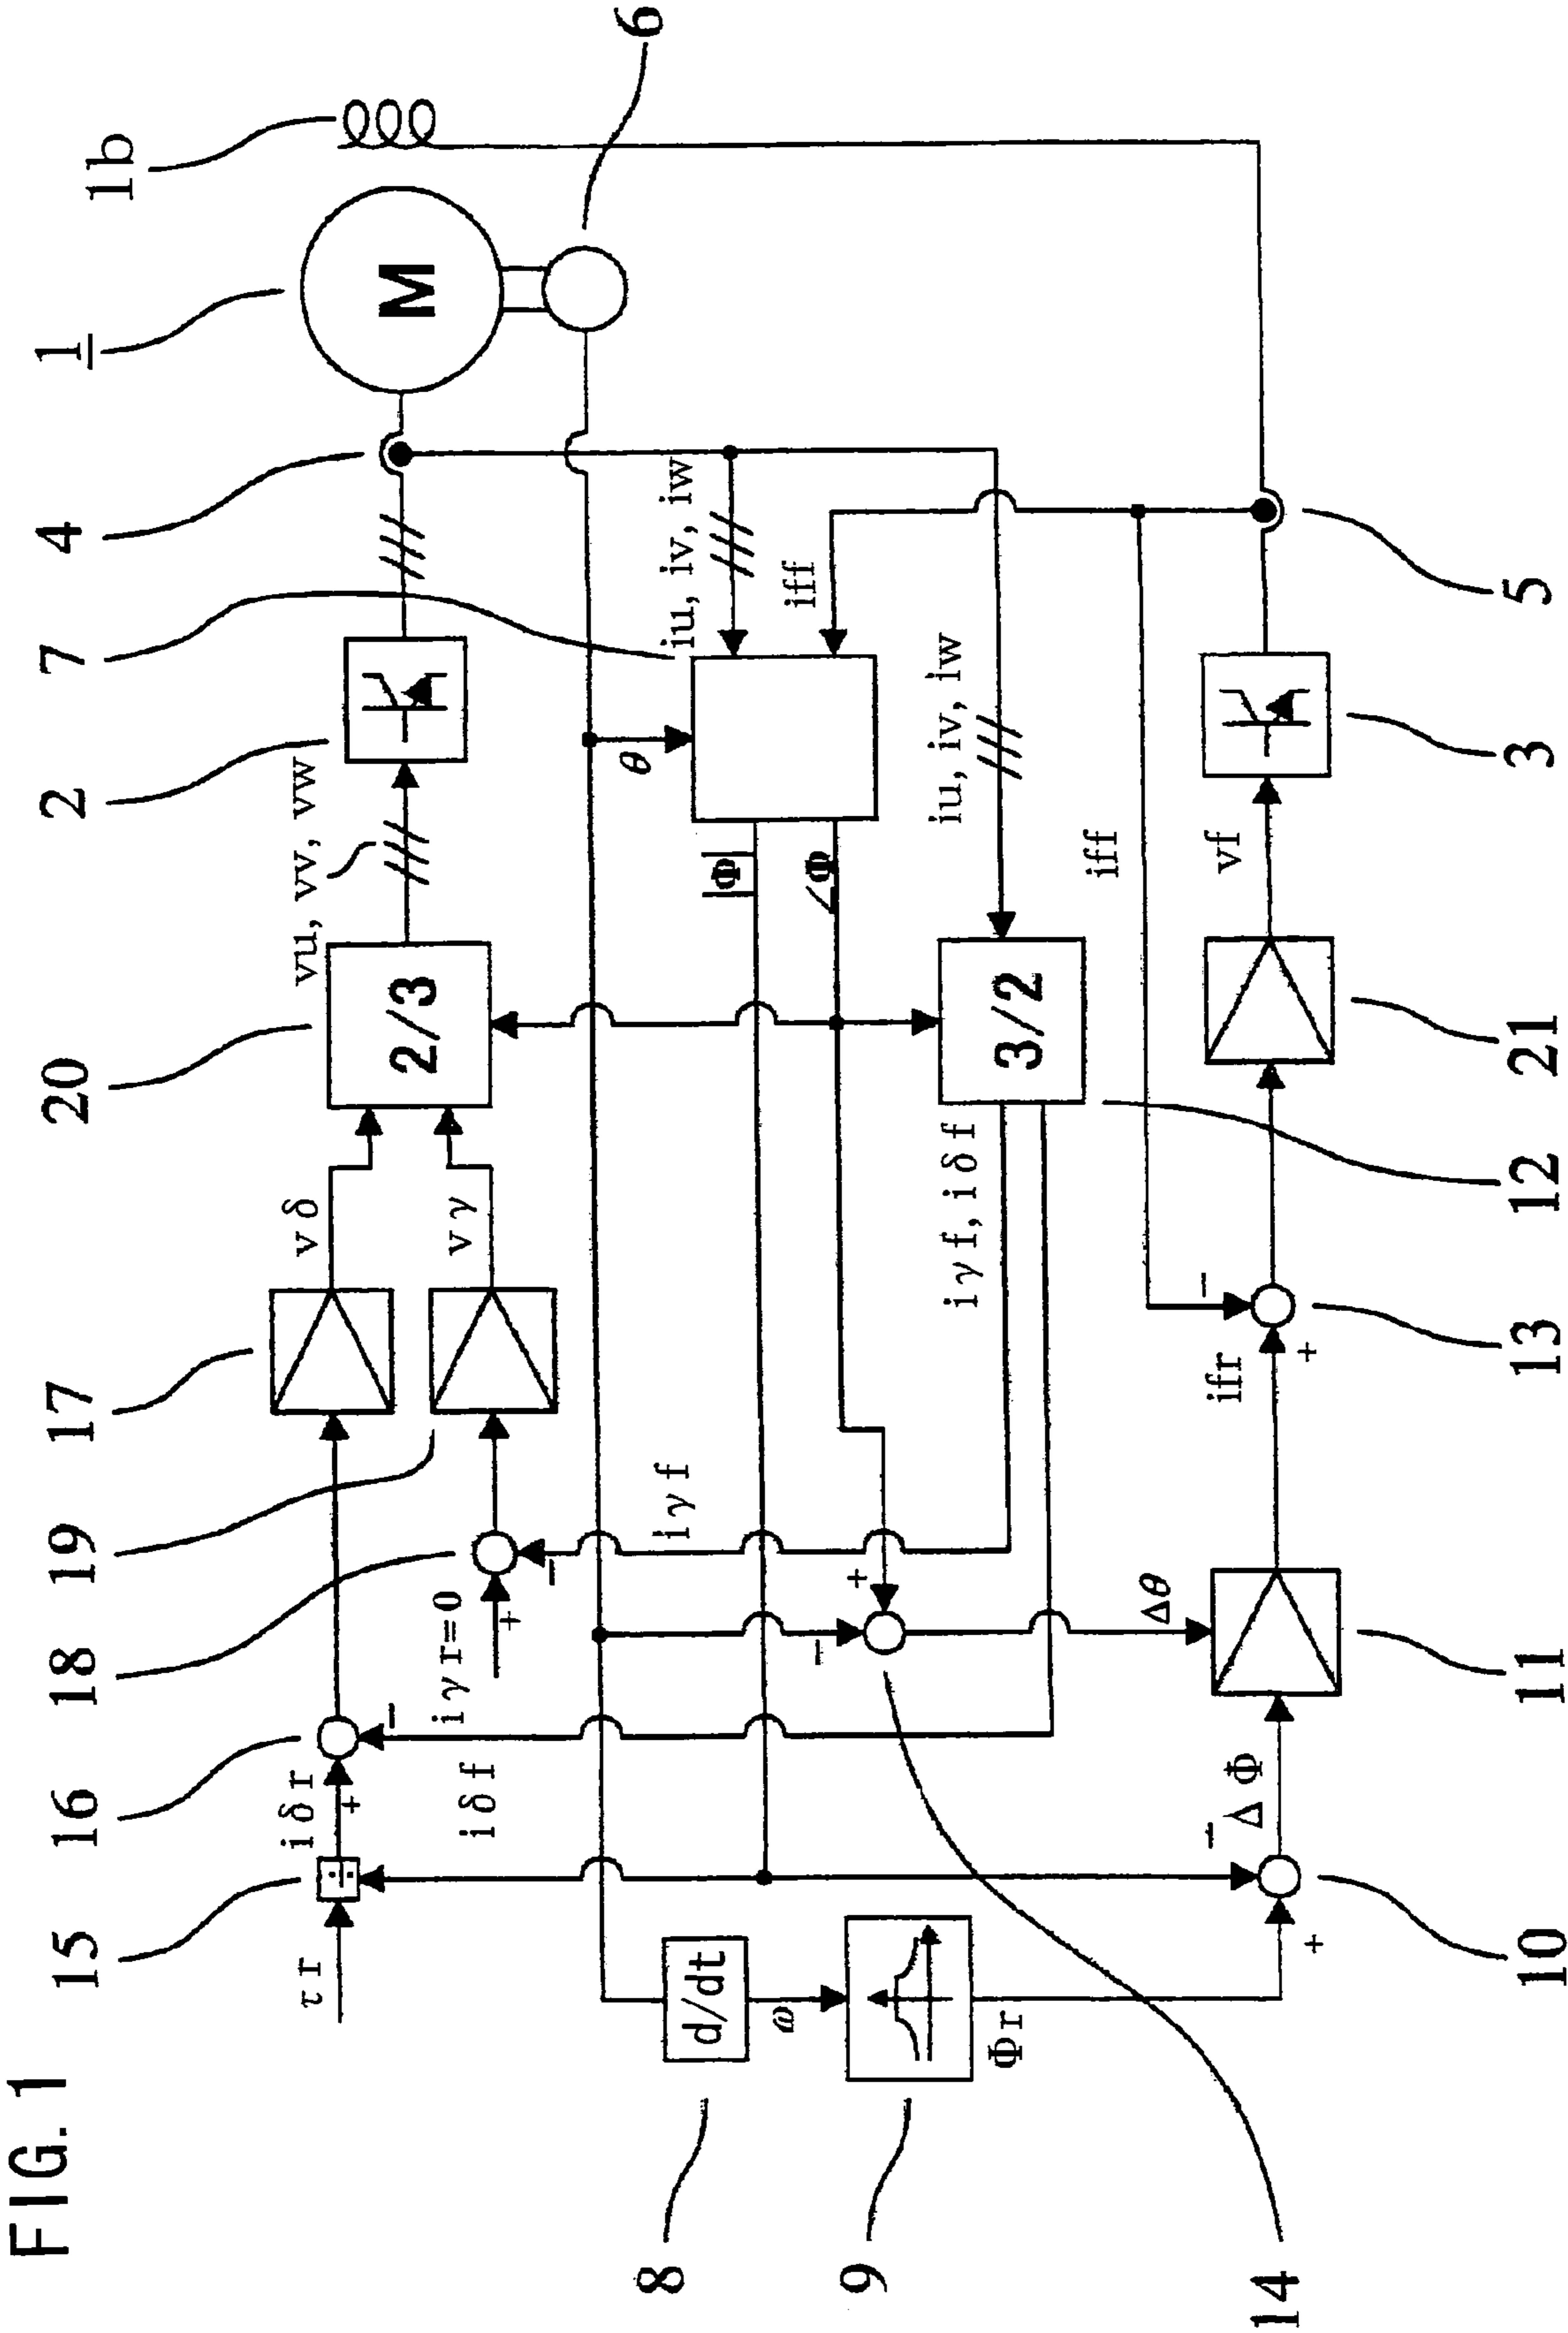 FIG. 1
15
16
18
19
17
20
2
7
4
1
1b
6
τr
iδr
+
−
iδf
iγr=0
+
−
iγf
vδ
vγ
2/3
vu, vv, vw
M
÷
θ
iu, iv, iw
iff
|Φ|
∠Φ
iu, iv, iw
3/2
iγf, iδf
iff
d/dt
ω
Φr
+
−
ΔΦ
+
−
Δθ
ifr
+
−
vf
8
9
14
10
11
13
12
21
3
5